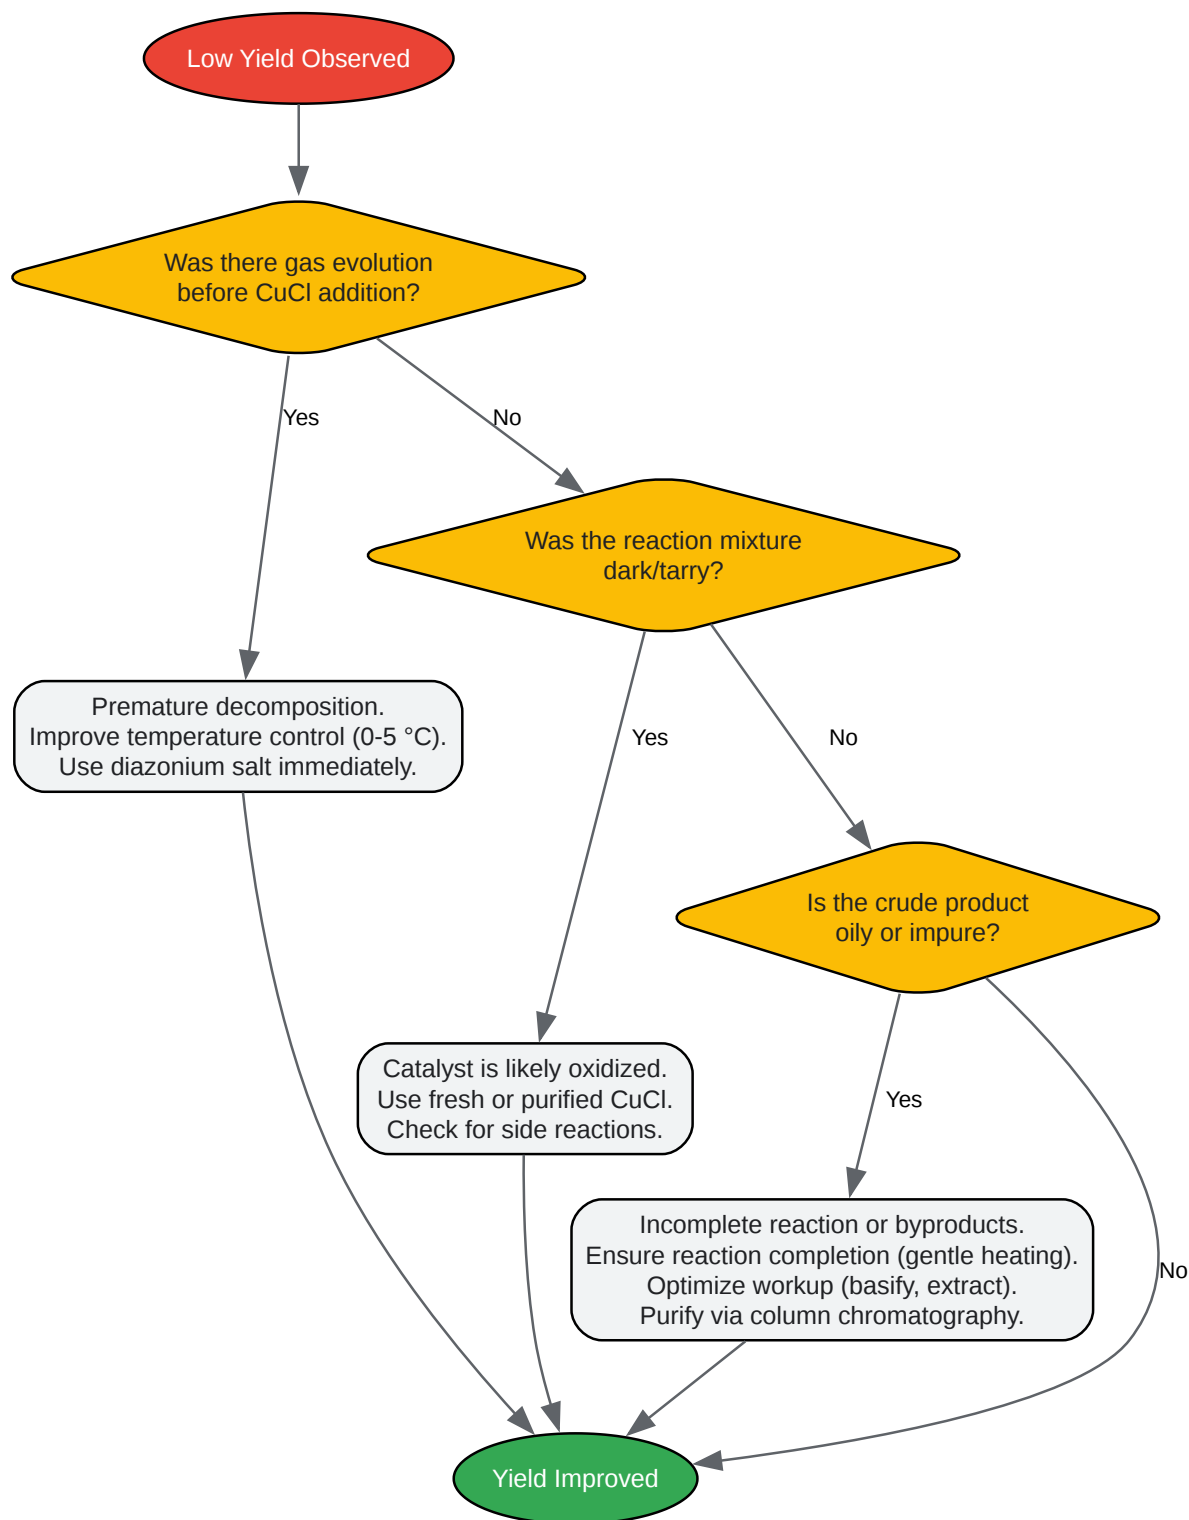 Low Yield Observed
Was there gas evolution
before CuCl addition?
Yes
No
Was the reaction mixture
dark/tarry?
Premature decomposition.
Improve temperature control (0-5 °C).
Use diazonium salt immediately.
Yes
No
Is the crude product
oily or impure?
Catalyst is likely oxidized.
Use fresh or purified CuCl.
Check for side reactions.
Yes
Incomplete reaction or byproducts.
Ensure reaction completion (gentle heating).
Optimize workup (basify, extract).
Purify via column chromatography.
No
Yield Improved